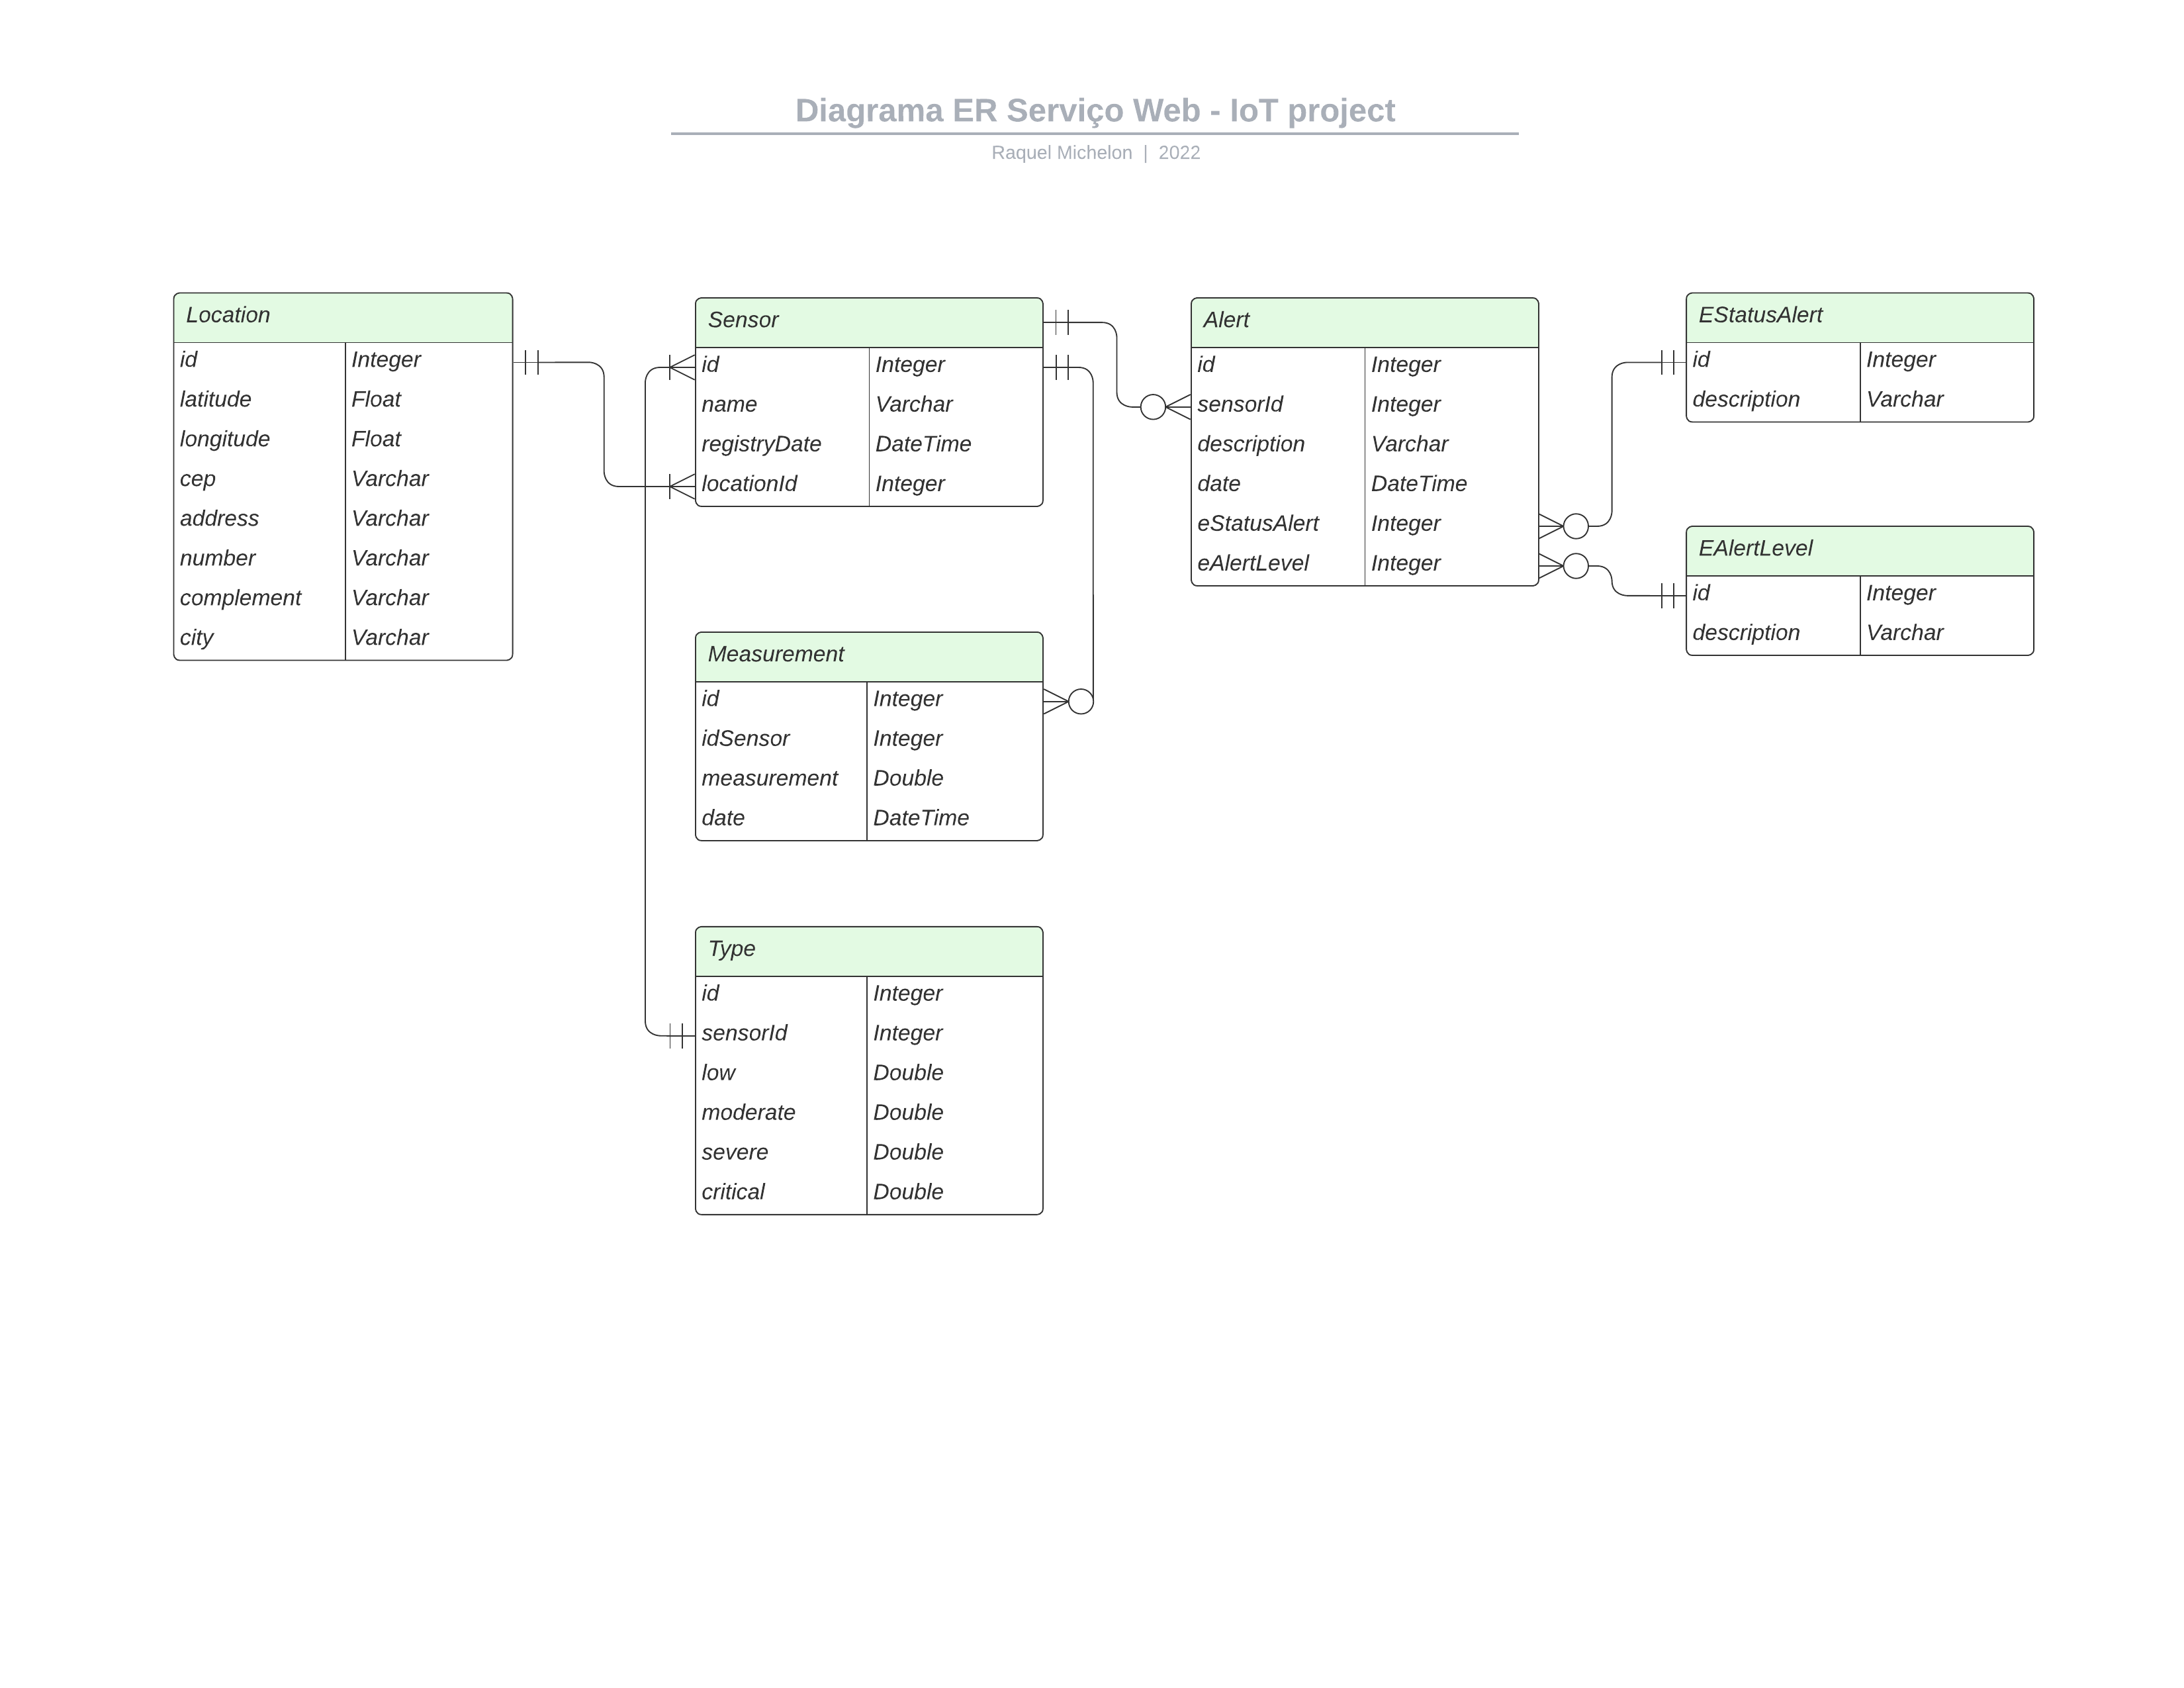 Diagrama ER Serviço Web - IoT project
Raquel Michelon | 2022
Location
id Integer
latitude Float
longitude Float
cep Varchar
address Varchar
number Varchar
complement Varchar
city Varchar
Sensor
id Integer
name Varchar
registryDate DateTime
locationId Integer
Measurement
id Integer
idSensor Integer
measurement Double
date DateTime
Type
id Integer
sensorId Integer
low Double
moderate Double
severe Double
critical Double
Alert
id Integer
sensorId Integer
description Varchar
date DateTime
eStatusAlert Integer
eAlertLevel Integer
EStatusAlert
id Integer
description Varchar
EAlertLevel
id Integer
description Varchar